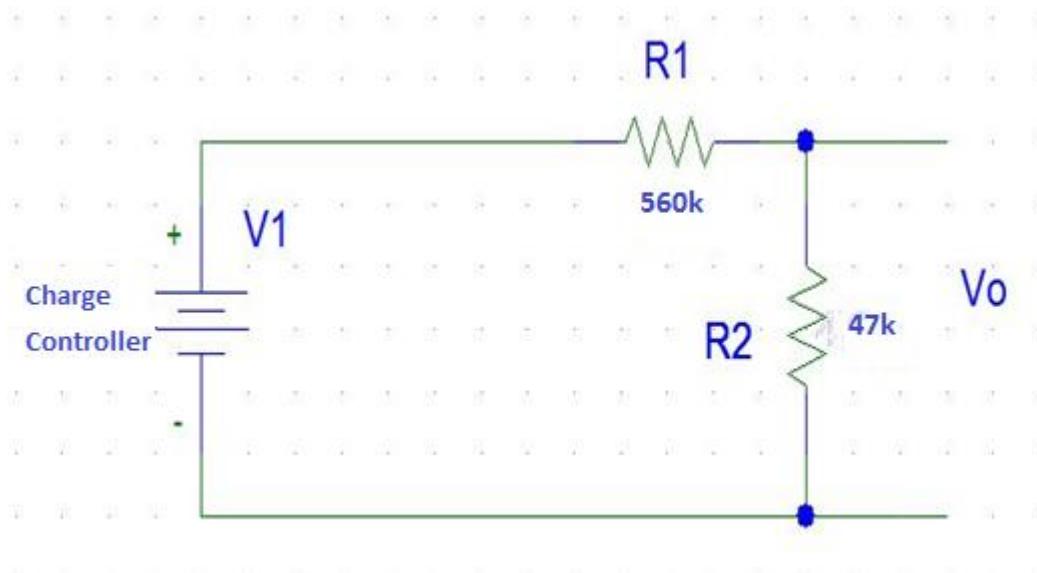 R1
560k
+
V1
Charge
Controller
-
R2
47k
Vo